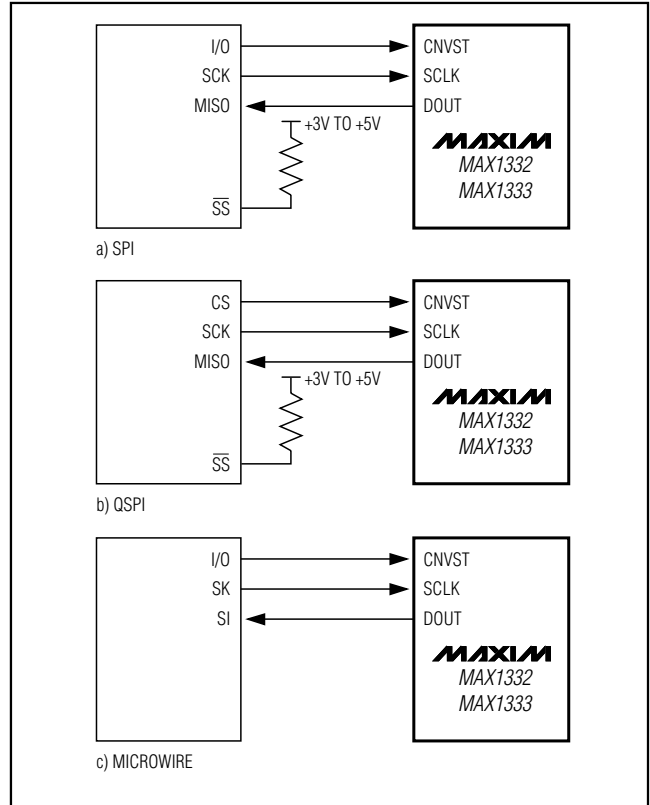 I/O CNVST
SCK SCLK
MISO DOUT
+3V TO +5V
MAXIM
MAX1332
MAX1333
SS
a) SPI
CS CNVST
SCK SCLK
MISO DOUT
+3V TO +5V
MAXIM
MAX1332
MAX1333
SS
b) QSPI
I/O CNVST
SK SCLK
SI DOUT
MAXIM
MAX1332
MAX1333
c) MICROWIRE